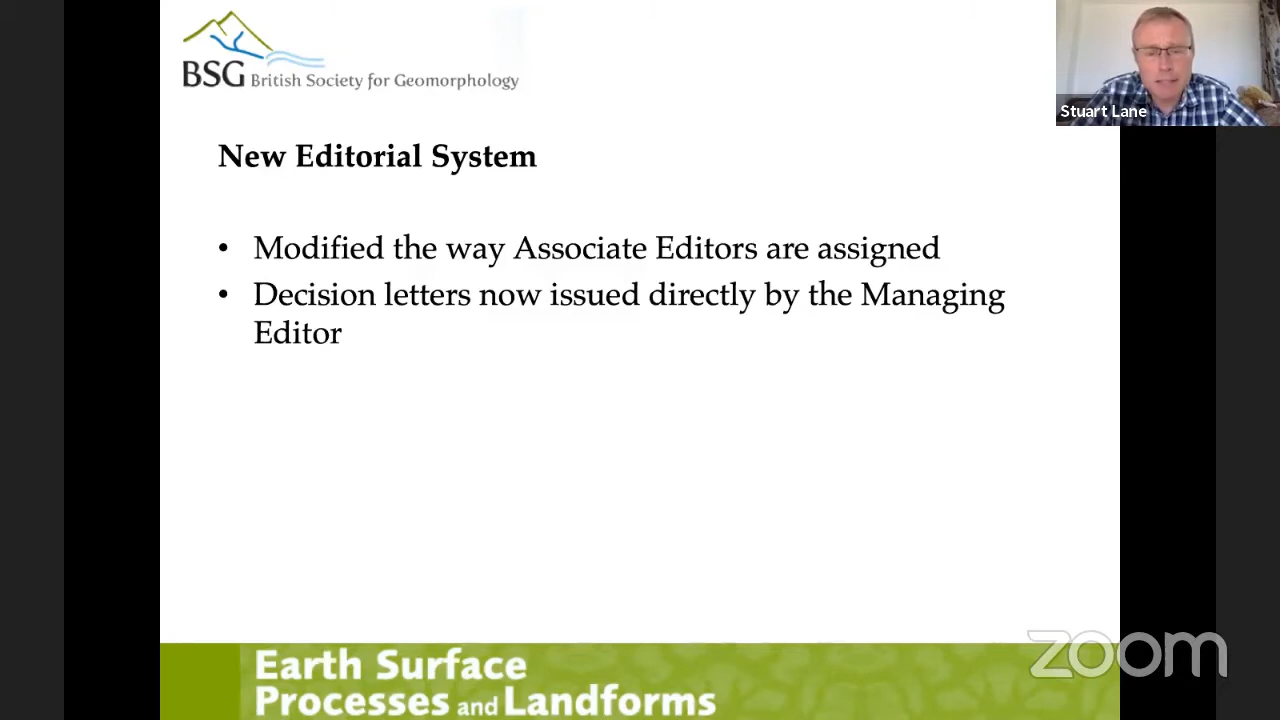 BSG British Society for Geomorphology
Stuart Lane
New Editorial System
• Modified the way Associate Editors are assigned
• Decision letters now issued directly by the Managing
Editor
Earth Surface
Processes and Landforms
zoom